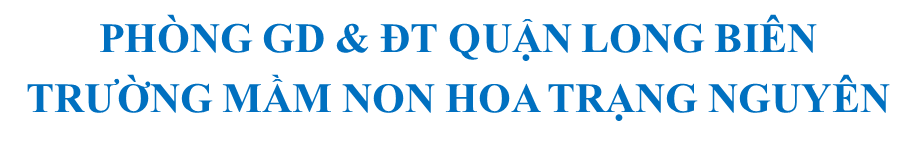 PHÒNG GD & ĐT QUẬN LONG BIÊN
TRƯỜNG MẦM NON HOA TRẠNG NGUYÊN